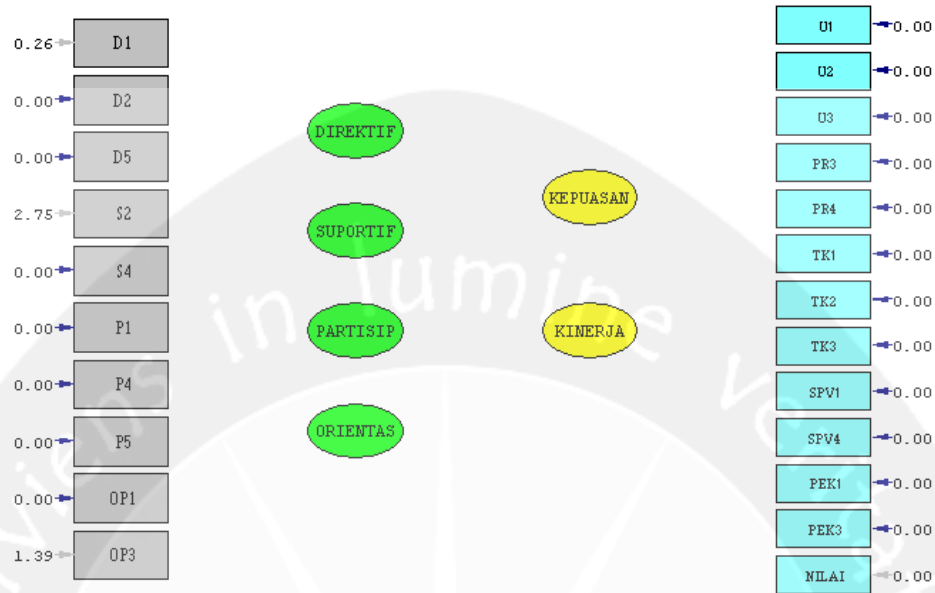 0.26 D1
0.00 D2
0.00 D5
2.75 S2
0.00 S4
0.00 P1
0.00 P4
0.00 P5
0.00 OP1
1.39 OP3
DIREKTIF
SUPORTIF
PARTISIP
ORIENTAS
KEPUASAN
KINERJA
U1 0.00
U2 0.00
U3 0.00
PR3 0.00
PR4 0.00
TK1 0.00
TK2 0.00
TK3 0.00
SPV1 0.00
SPV4 0.00
PEK1 0.00
PEK3 0.00
NILAI 0.00
viens in lumine